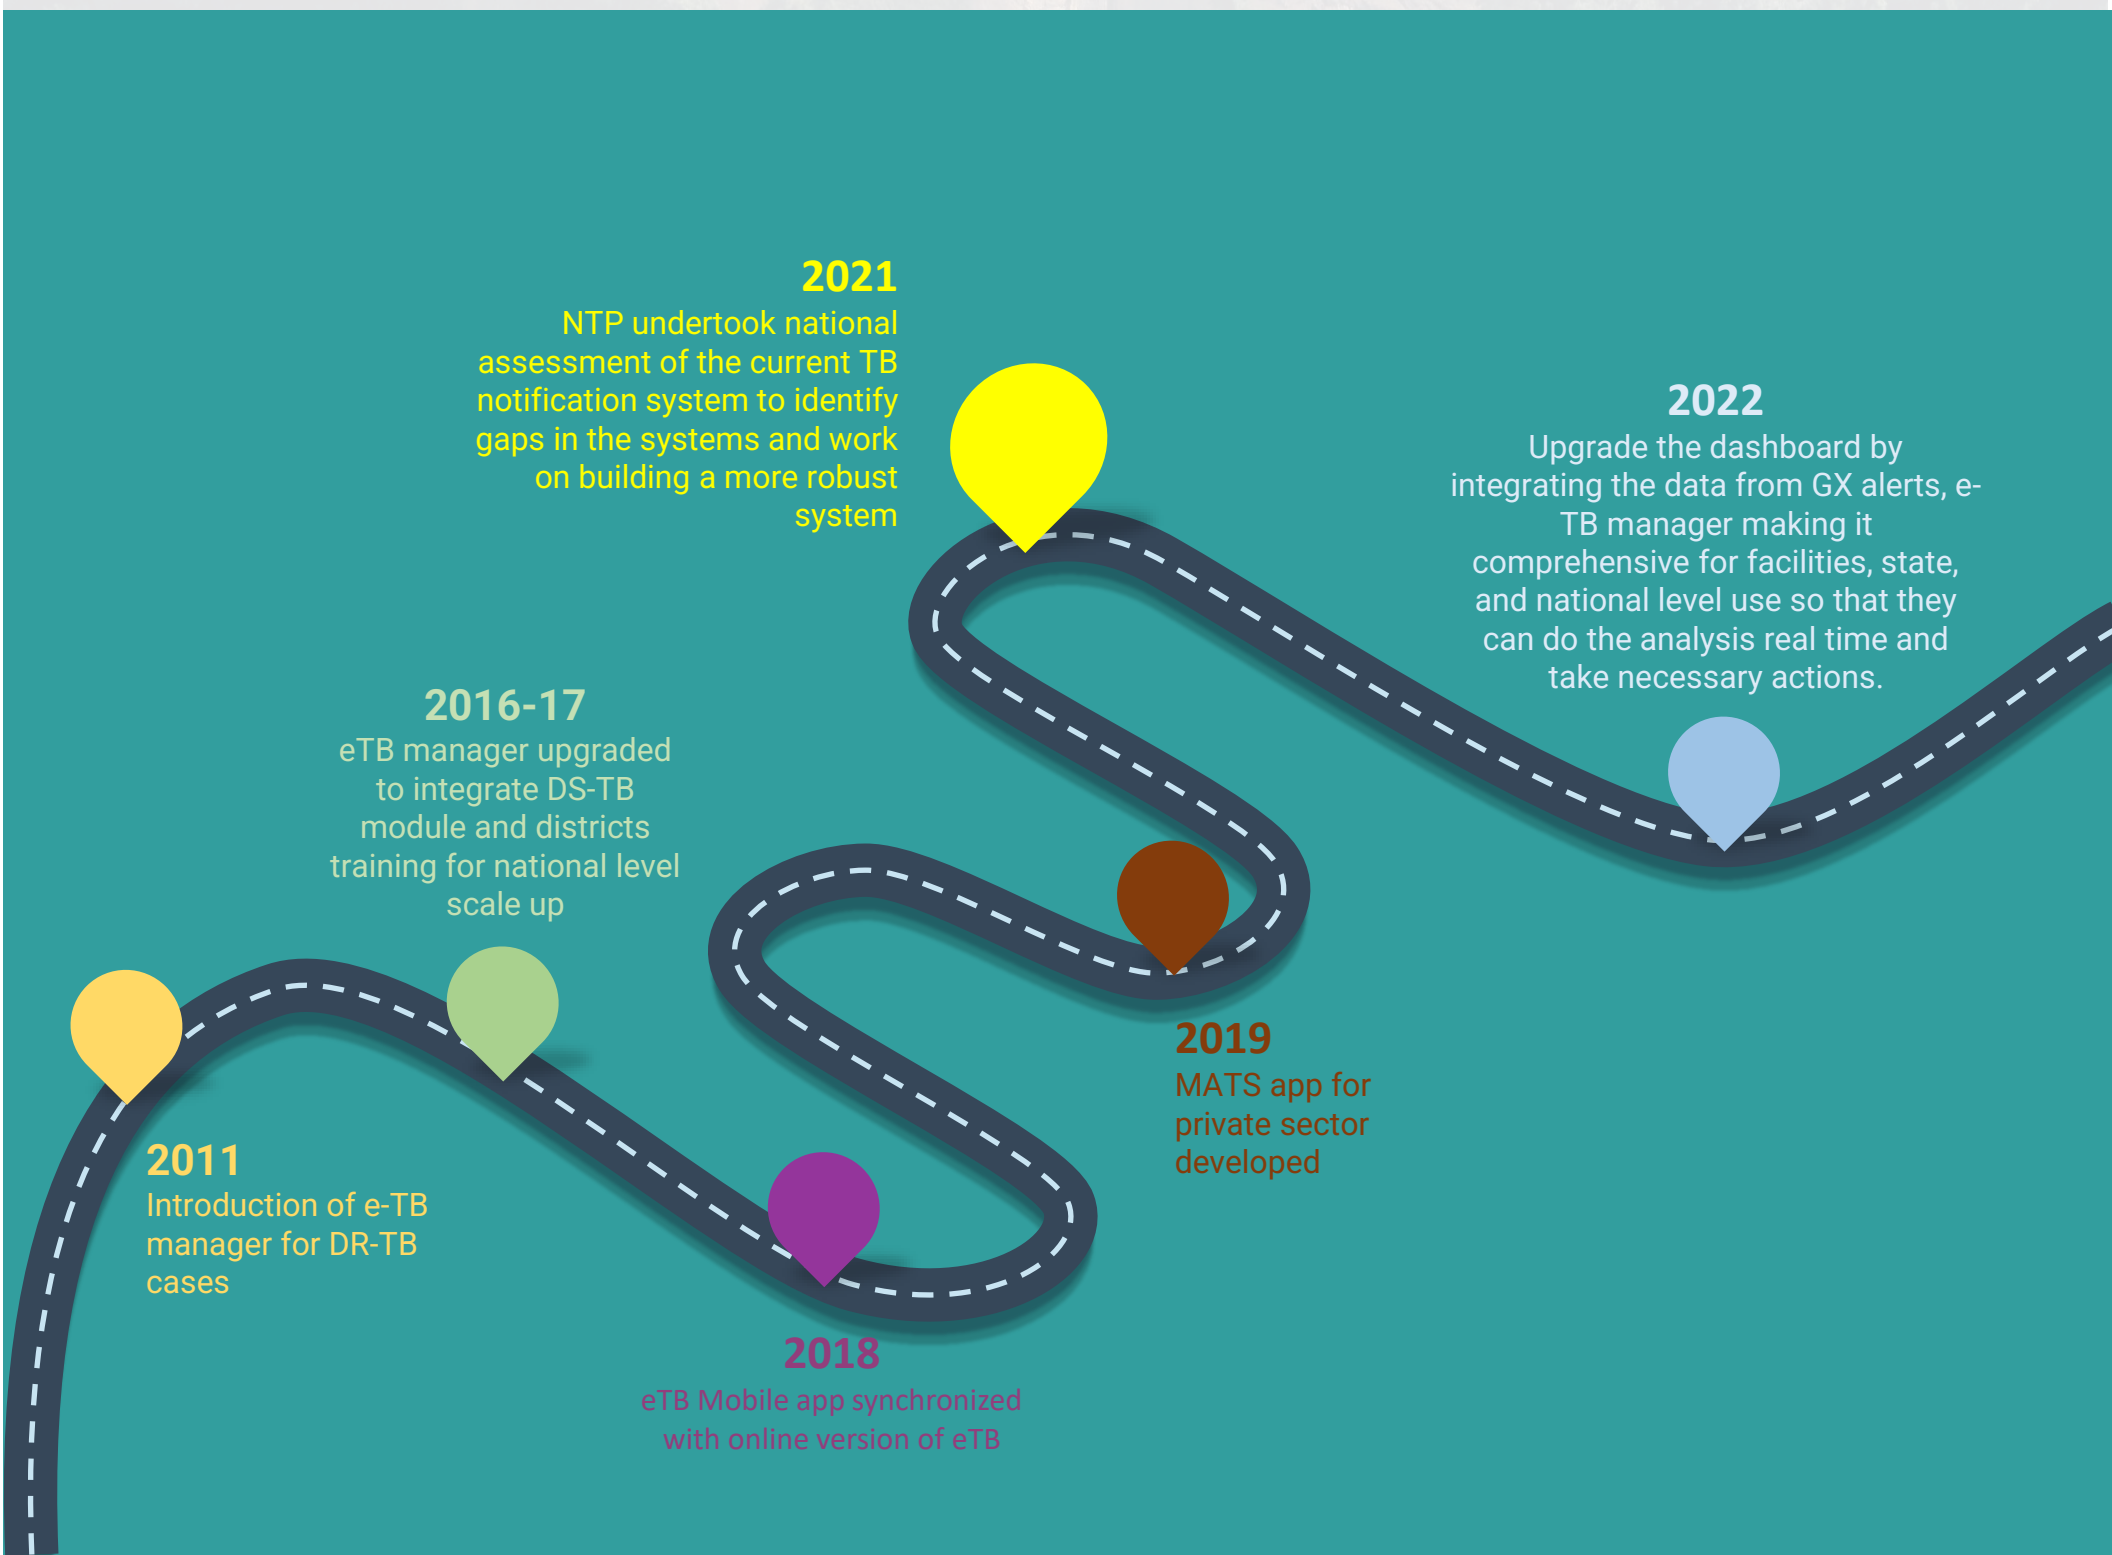 2021
NTP undertook national
assessment of the current TB
notification system to identify
gaps in the systems and work
on building a more robust
system
2022
Upgrade the dashboard by
integrating the data from GX alerts, e-
TB manager making it
comprehensive for facilities, state,
and national level use so that they
can do the analysis real time and
take necessary actions.
2016-17
eTB manager upgraded
to integrate DS-TB
module and districts
training for national level
scale up
2019
MATS app for
private sector
developed
2011
Introduction of e-TB
manager for DR-TB
cases
2018
eTB Mobile app synchronized
with online version of eTB